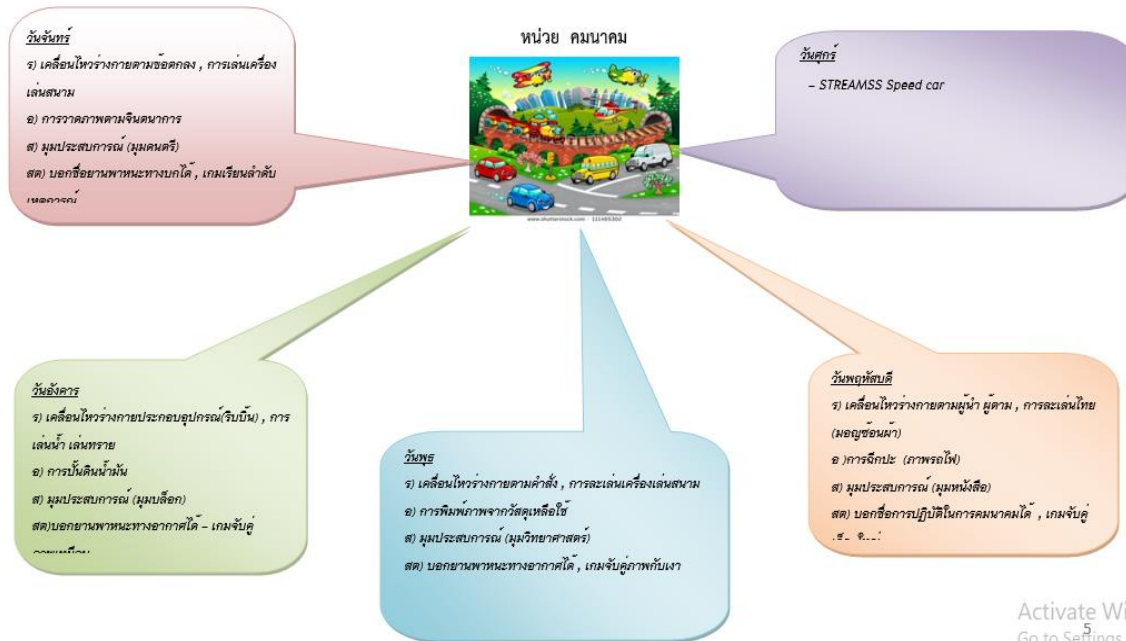 หน่วย คมนาคม
วันจันทร์
ร) เคลื่อนไหวร่างกายตามข้อตกลง , การเล่นเครื่อง
เล่นสนาม
อ) การวาดภาพตามจินตนาการ
ส) มุมประสบการณ์ (มุมดนตรี)
สต) บอกชื่อยานพาหนะทางบกได้ , เกมเรียนลำดับ
เหตุการณ์
วันศุกร์
– STREAMSS Speed car
www.shutterstock.com · 111485302
วันอังคาร
ร) เคลื่อนไหวร่างกายประกอบอุปกรณ์(ริบบิ้น) , การ
เล่นน้ำ เล่นทราย
อ) การปั้นดินน้ำมัน
ส) มุมประสบการณ์ (มุมบล็อก)
สต)บอกยานพาหนะทางอากาศได้ – เกมจับคู่
ภาพเหมือน
วันพุธ
ร) เคลื่อนไหวร่างกายตามคำสั่ง , การละเล่นเครื่องเล่นสนาม
อ) การพิมพ์ภาพจากวัสดุเหลือใช้
ส) มุมประสบการณ์ (มุมวิทยาศาสตร์)
สต) บอกยานพาหนะทางอากาศได้ , เกมจับคู่ภาพกับเงา
วันพฤหัสบดี
ร) เคลื่อนไหวร่างกายตามผู้นำ ผู้ตาม , การละเล่นไทย
(มอญซ้อนผ้า)
อ )การฉีกปะ (ภาพรถไฟ)
ส) มุมประสบการณ์ (มุมหนังสือ)
สต) บอกชื่อการปฏิบัติในการคมนาคมได้ , เกมจับคู่
Activate Wi
Go to Settings
5